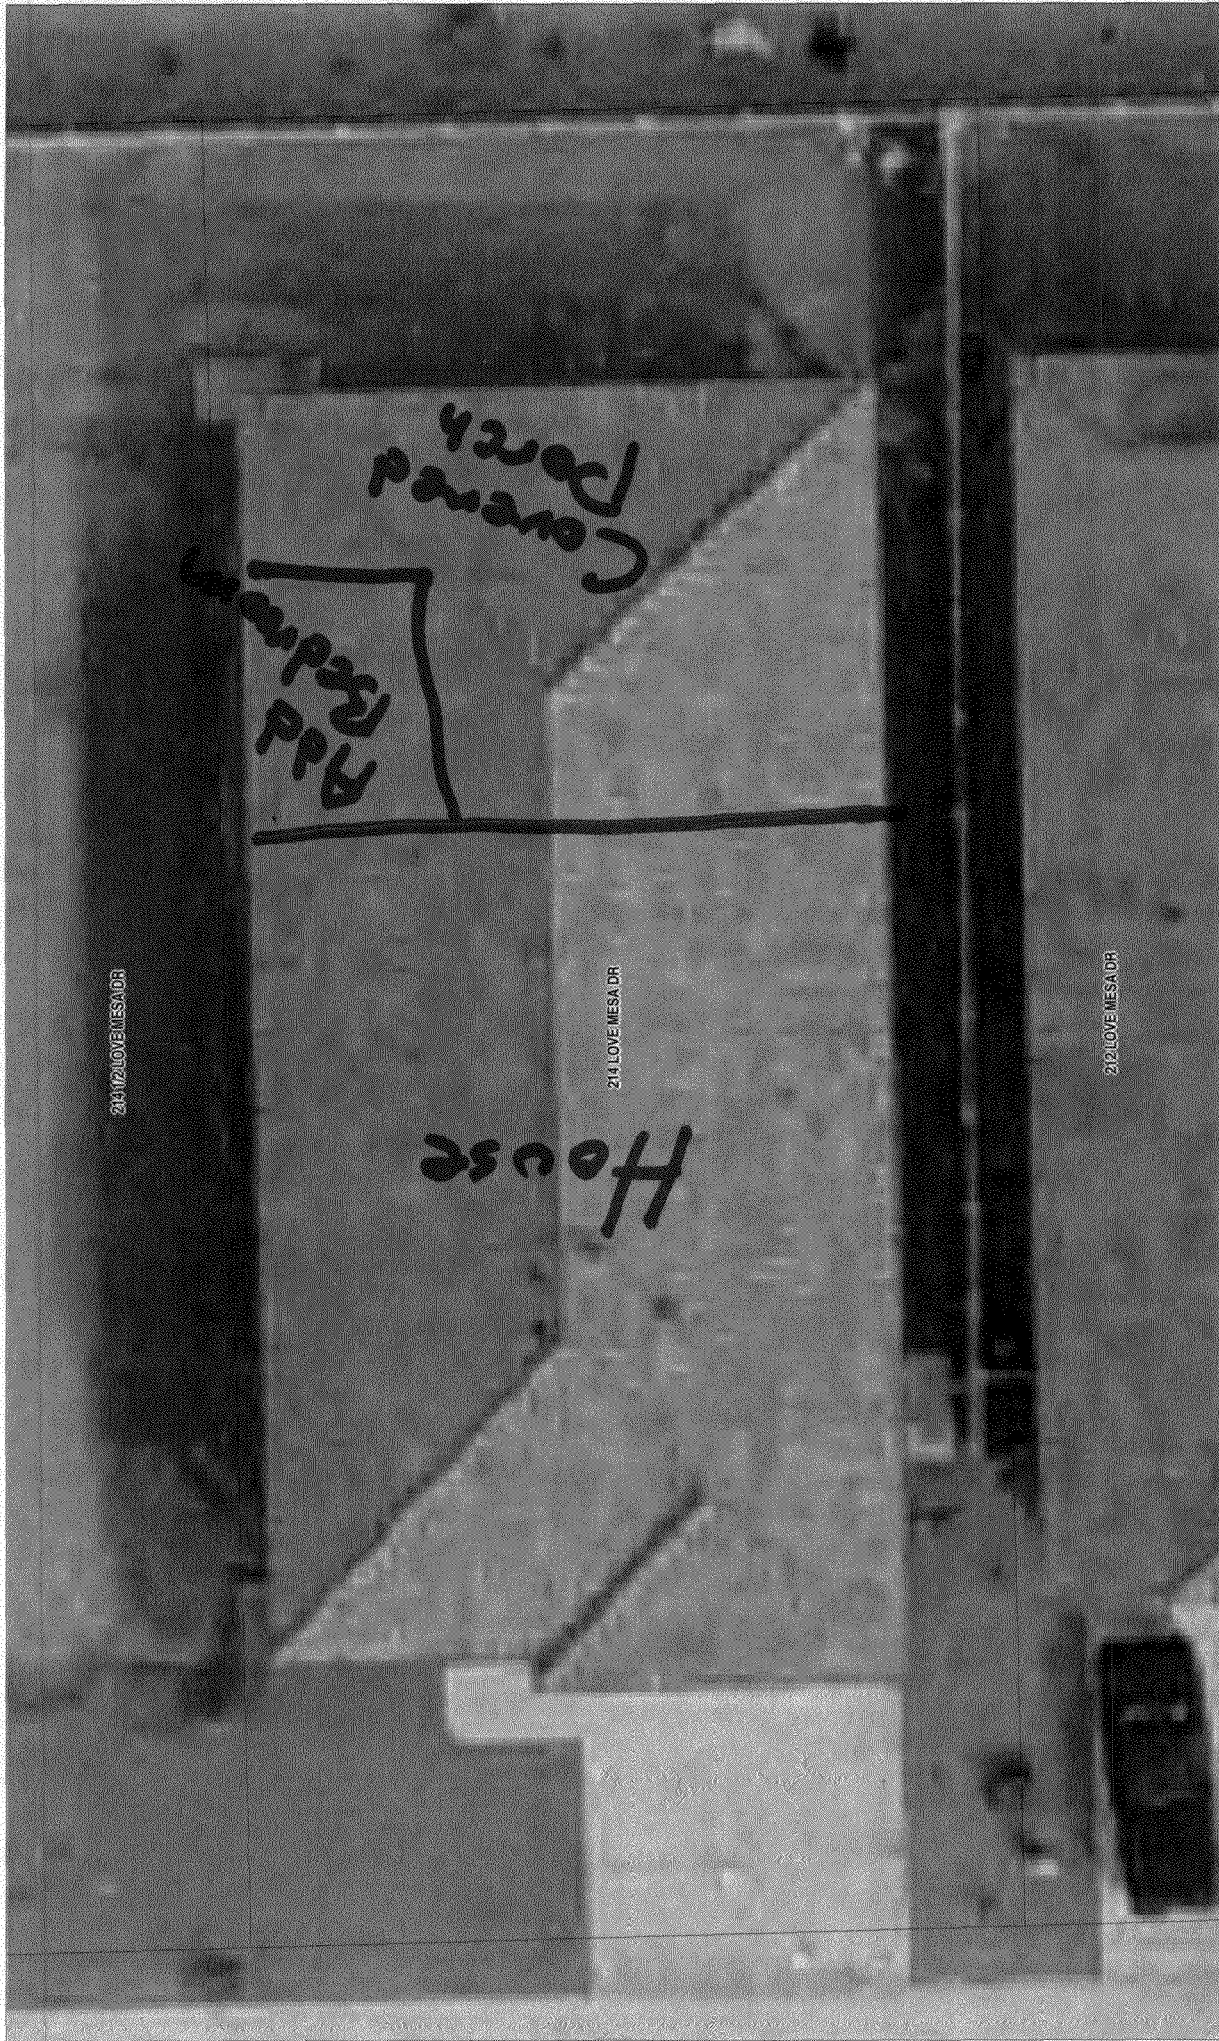 Covered
Porch
Add
Bedroom
House
214 1/2 LOVE MESA DR
214 LOVE MESA DR
212 LOVE MESA DR